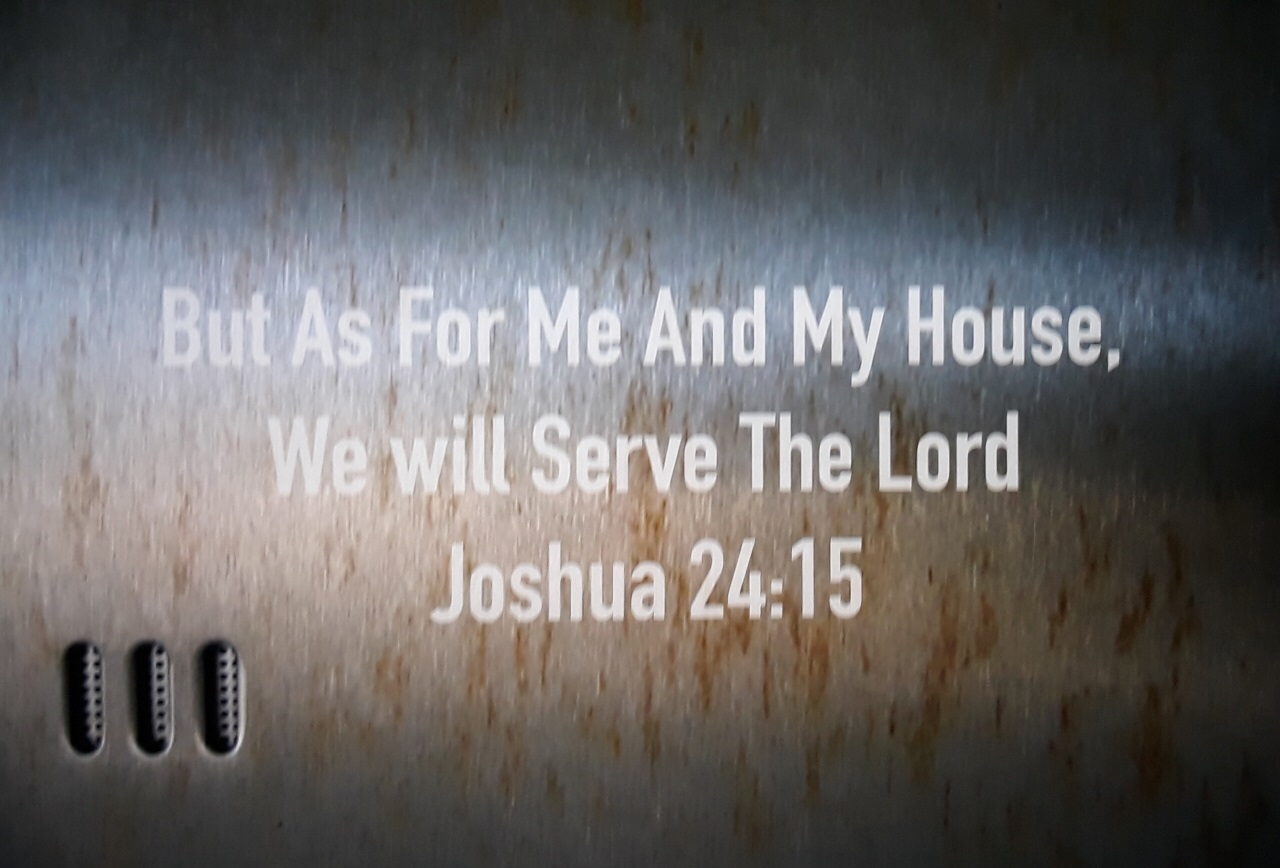 But As For Me And My House,
We will Serve The Lord
Joshua 24:15